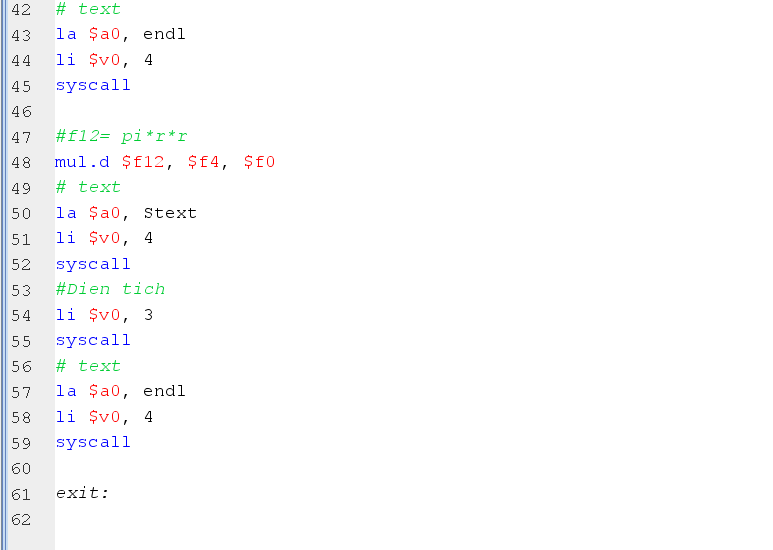 42 # text
43 la $a0, endl
44 li $v0, 4
45 syscall
46
47 #f12= pi*r*r
48 mul.d $f12, $f4, $f0
49 # text
50 la $a0, Stext
51 li $v0, 4
52 syscall
53 #Dien tich
54 li $v0, 3
55 syscall
56 # text
57 la $a0, endl
58 li $v0, 4
59 syscall
60
61 exit:
62